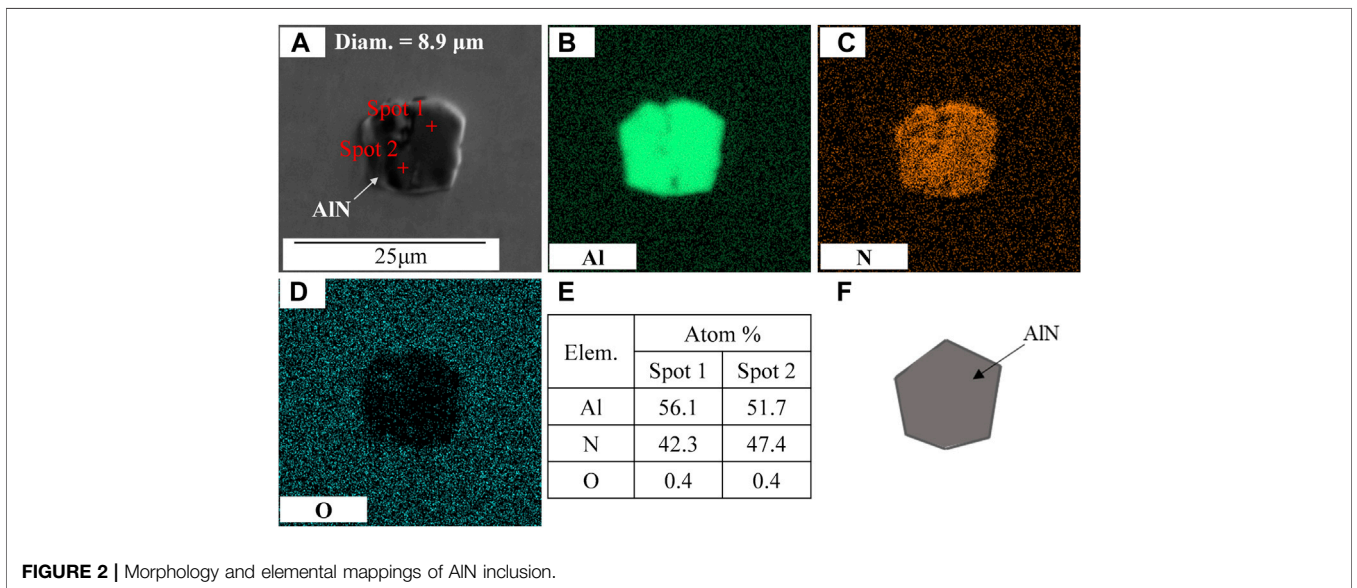 A
Diam. = 8.9 µm
Spot 1
Spot 2
AlN
25µm
B
Al
C
N
D
O
E
Elem.
Atom %
Spot 1 Spot 2
Al 56.1 51.7
N 42.3 47.4
O 0.4 0.4
F
AlN
FIGURE 2 | Morphology and elemental mappings of AlN inclusion.